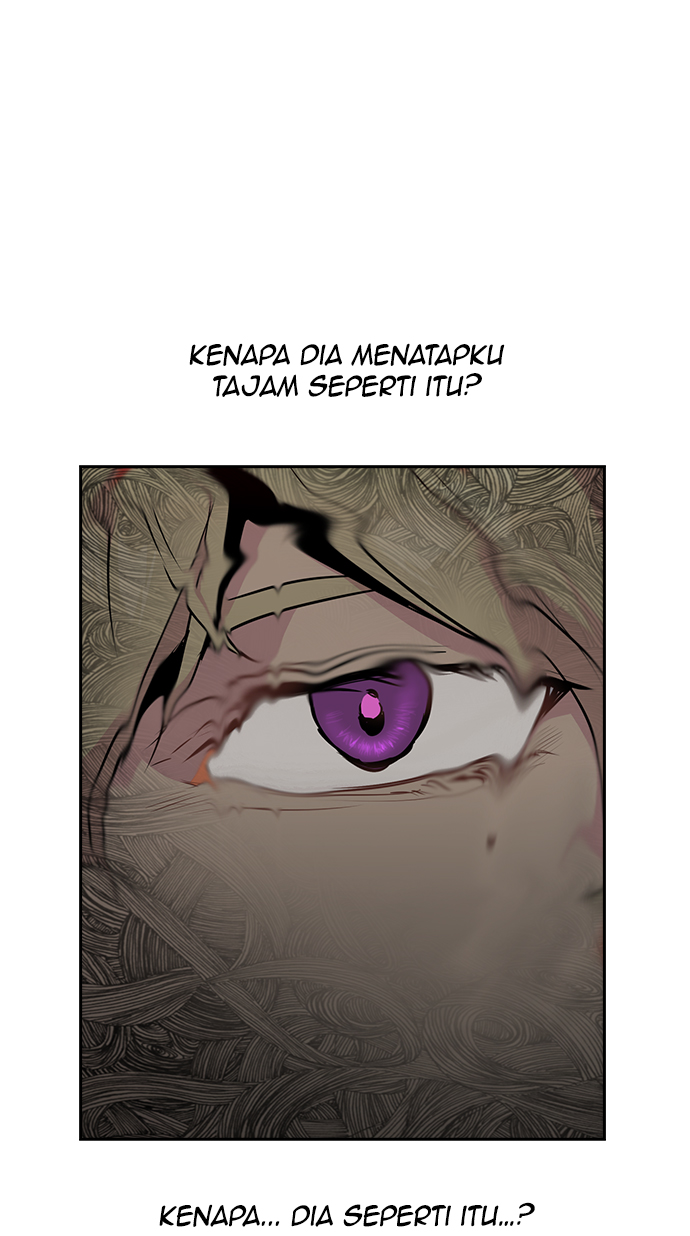 KENAPA DIA MENATAPKU
TAJAM SEPERTI ITU?
KENAPA... DIA SEPERTI ITU...?